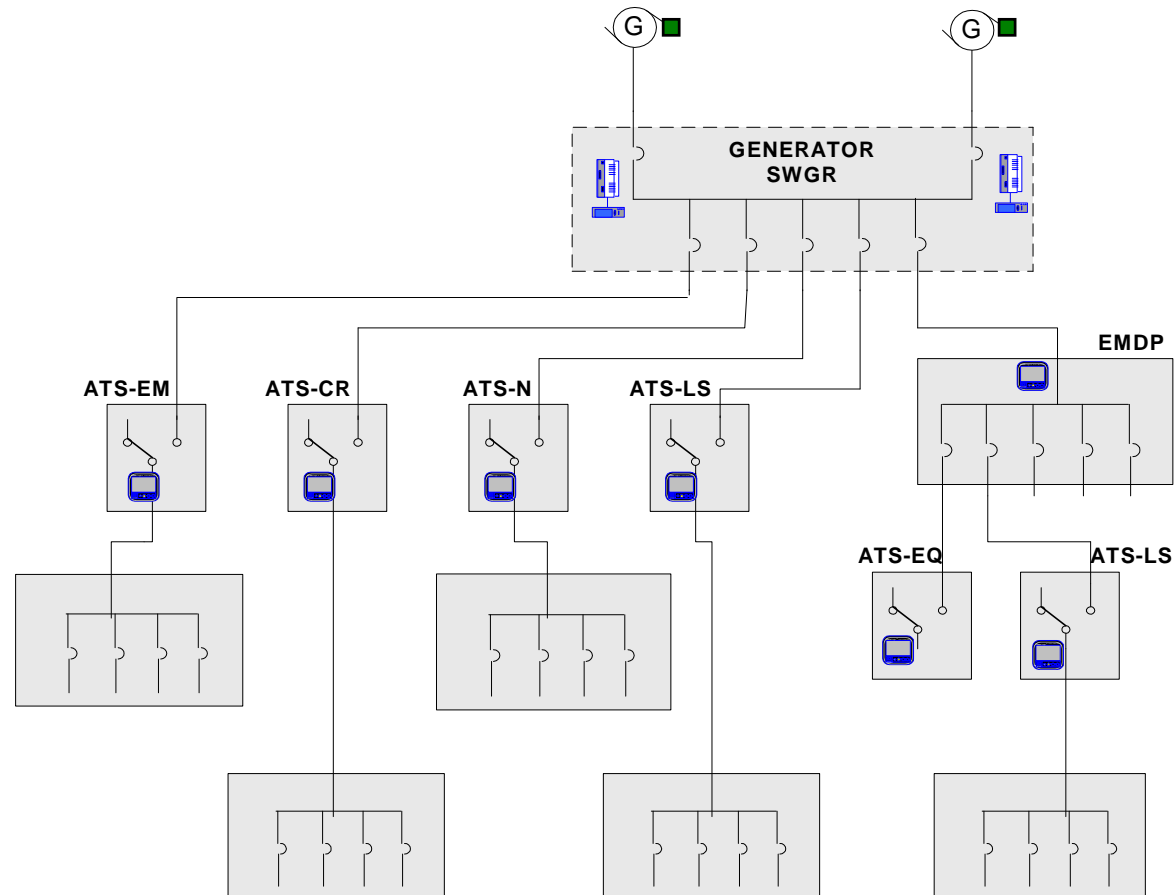 G
G
GENERATOR
SWGR
EMDP
ATS-EM
ATS-CR
ATS-N
ATS-LS
ATS-EQ
ATS-LS